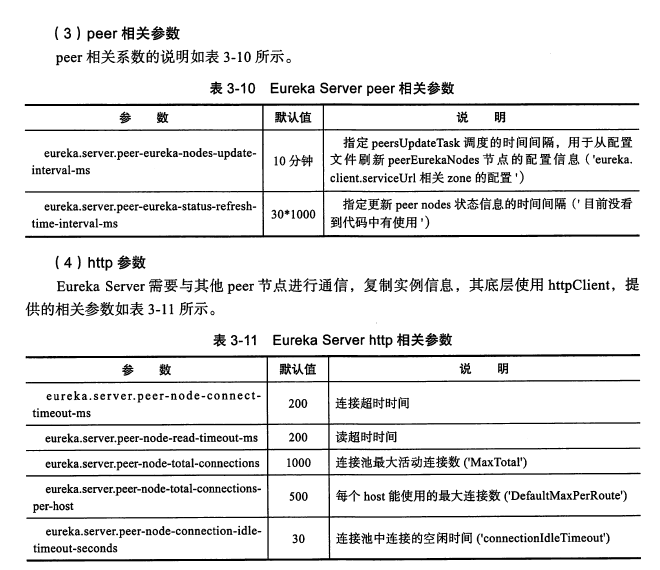 （3）peer 相关参数
peer 相关系数的说明如表 3-10 所示。
表 3-10 Eureka Server peer 相关参数
参 数 默认值 说 明
eureka.server.peer-eureka-nodes-update-
interval-ms
10 分钟
指定 peersUpdateTask 调度的时间间隔，用于从配置
文件刷新 peerEurekaNodes 节点的配置信息（'eureka.
client.serviceUrl 相关 zone 的配置'）
eureka.server.peer-eureka-status-refresh-
time-interval-ms
30*1000
指定更新 peer nodes 状态信息的时间间隔（'目前没看
到代码中有使用'）
（4）http 参数
Eureka Server 需要与其他 peer 节点进行通信，复制实例信息，其底层使用 httpClient，提
供的相关参数如表 3-11 所示。
表 3-11 Eureka Server http 相关参数
参 数 默认值 说 明
eureka.server.peer-node-connect-
timeout-ms
200 连接超时时间
eureka.server.peer-node-read-timeout-ms 200 读超时时间
eureka.server.peer-node-total-connections 1000 连接池最大活动连接数 ('MaxTotal')
eureka.server.peer-node-total-connections-
per-host
500 每个 host 能使用的最大连接数 ('DefaultMaxPerRoute')
eureka.server.peer-node-connection-idle-
timeout-seconds
30 连接池中连接的空闲时间 ('connectionIdleTimeout')